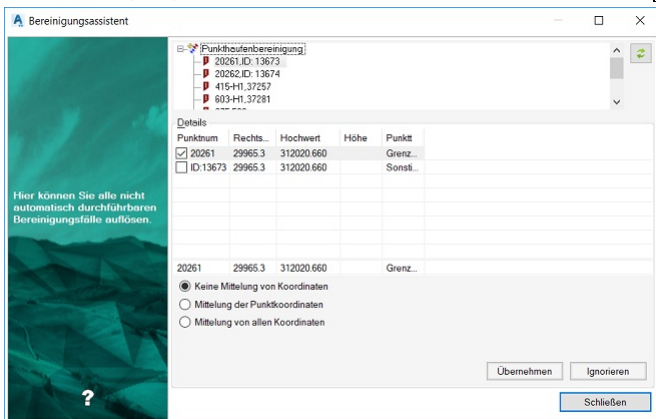 Bereinigungsassistent
Punkthaufenbereinigung
20261,ID: 13673
20262,ID: 13674
415-H1,37257
603-H1,37281
Hier können Sie alle nicht
automatisch durchführbaren
Bereinigungsfälle auflösen.
?
Details
Punktnum Rechts... Hochwert Höhe Punktt
20261 29965.3 312020.660 Grenz...
ID:13673 29965.3 312020.660 Sonsti...
20261 29965.3 312020.660 Grenz...
Keine Mittelung von Koordinaten
Mittelung der Punktkoordinaten
Mittelung von allen Koordinaten
Übernehmen Ignorieren
Schließen